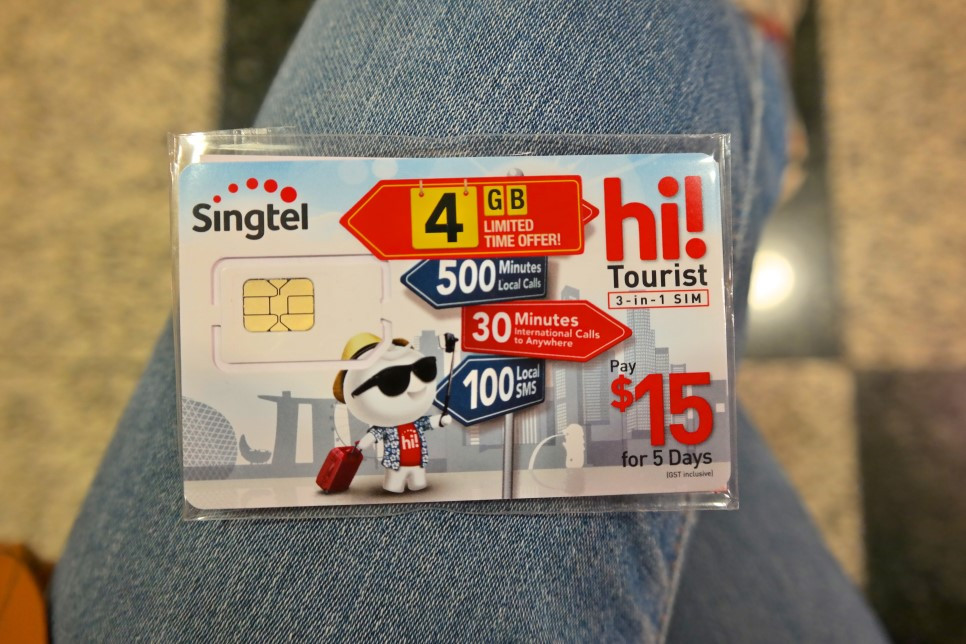 Singtel
4 GB
LIMITED
TIME OFFER!
500 Minutes
Local Calls
30 Minutes
International Calls
to Anywhere
100 Local
SMS
hi!
Tourist
3-in-1 SIM
hi!
Pay
$15
for 5 Days
(GST inclusive)